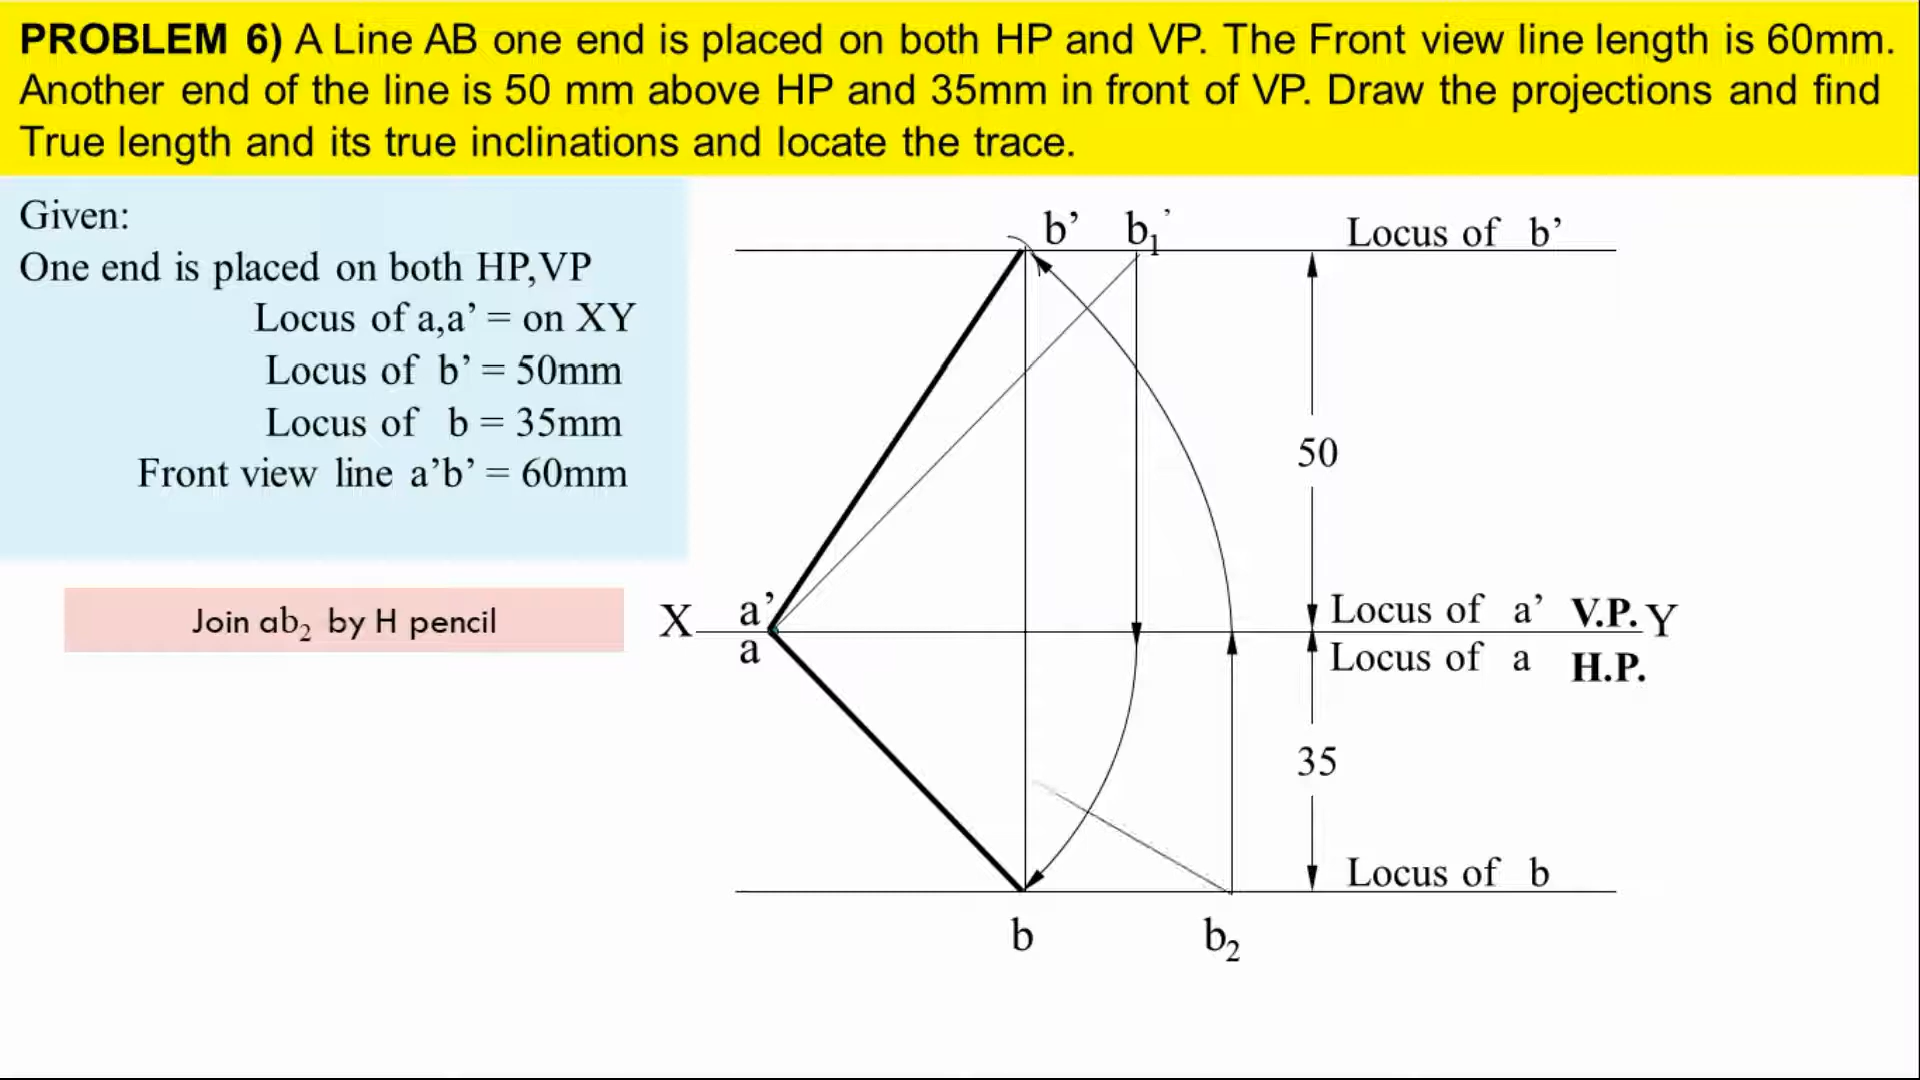 PROBLEM 6) A Line AB one end is placed on both HP and VP. The Front view line length is 60mm.
Another end of the line is 50 mm above HP and 35mm in front of VP. Draw the projections and find
True length and its true inclinations and locate the trace.
Given:
One end is placed on both HP,VP
Locus of a,a’ = on XY
Locus of b’ = 50mm
Locus of b = 35mm
Front view line a’b’ = 60mm
Join ab₂ by H pencil
b’ b₁’ Locus of b’
50
X a’ Locus of a’ V.P. Y
a Locus of a H.P.
35
Locus of b
b b₂